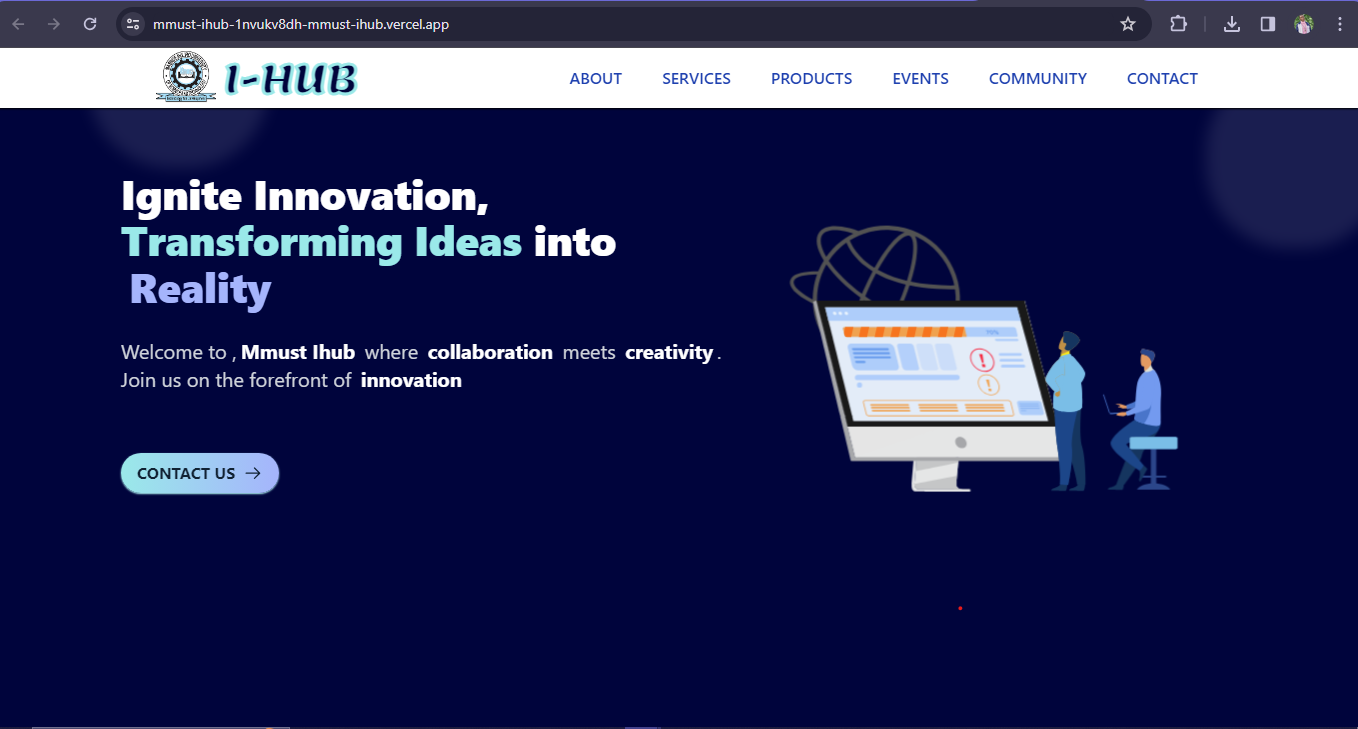 mmust-ihub-1nvukv8dh-mmust-ihub.vercel.app
I-HUB
ABOUT SERVICES PRODUCTS EVENTS COMMUNITY CONTACT
Ignite Innovation,
Transforming Ideas into
Reality
Welcome to , Mmust Ihub where collaboration meets creativity .
Join us on the forefront of innovation
CONTACT US →